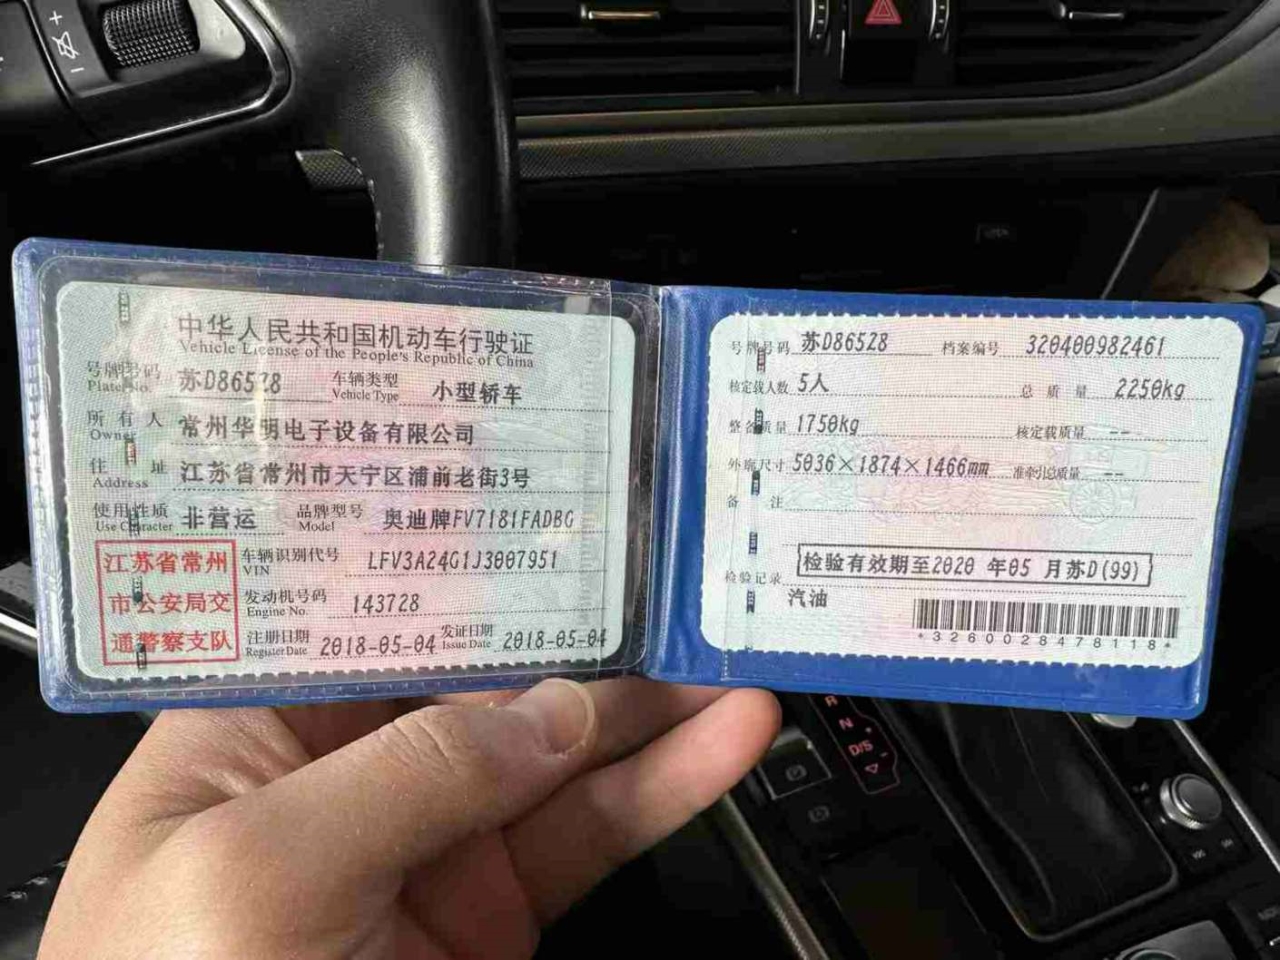 中华人民共和国机动车行驶证
Vehicle License of the People's Republic of China
号牌号码 苏D86528 车辆类型 小型轿车
Plate No. Vehicle Type
所有人 常州华明电子设备有限公司
Owner
住址 江苏省常州市天宁区浦前老街3号
Address
使用性质 非营运 品牌型号 奥迪牌FV7181FADBG
Use Character Model
江苏省常州
市公安局交
通警察支队
车辆识别代号 LFV3A24G1J3007951
VIN
发动机号码 143728
Engine No.
注册日期 2018-05-04 发证日期 2018-05-04
Register Date Issue Date
号牌号码 苏D86528 档案编号 320400982461
核定载人数 5人 总质量 2250kg
整备质量 1750kg 核定载质量 --
外廓尺寸 5036×1874×1466mm 准牵引总质量 --
备注
检验有效期至2020 年05 月苏D(99)
检验记录
汽油
*3260028478118*
R
N
D/S